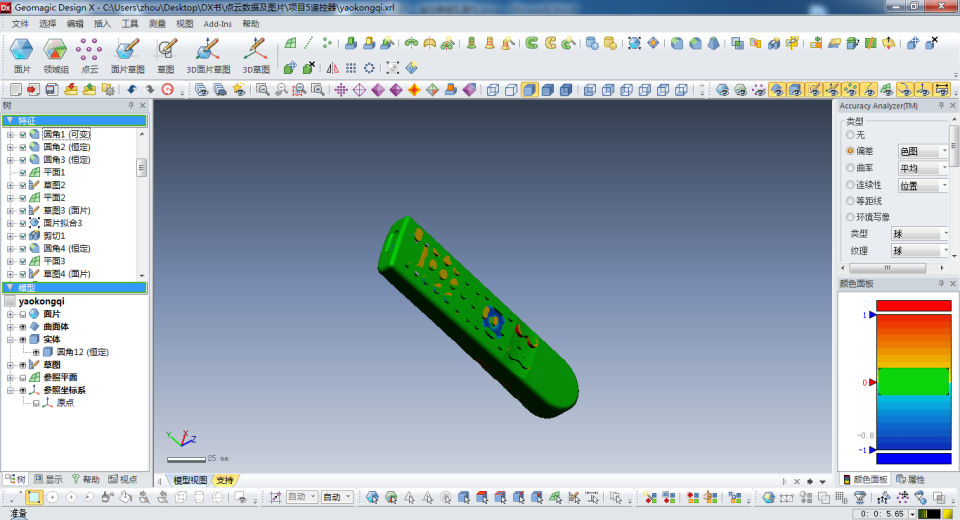 Geomagic Design X - C:\Users\zhou\Desktop\DX书\点云数据及图片\项目5遥控器\yaokongqi.xrl
文件 选择 编辑 插入 工具 测量 视图 Add-Ins 帮助
面片 领域组 点云 面片草图 草图 3D面片草图 3D草图
树
特征
圆角1 (可变)
圆角2 (恒定)
圆角3 (恒定)
平面1
草图2
平面2
草图3 (面片)
面片拟合3
剪切1
圆角4 (恒定)
平面3
草图4 (面片)
模型
yaokongqi
面片
曲面体
实体
圆角12 (恒定)
草图
参照平面
参照坐标系
原点
树 显示 帮助 视点
Y X Z
25 mm
模型视图 支持
Accuracy Analyzer(TM)
类型
无
偏差 色图
曲率 平均
连续性 位置
等距线
环境写象
类型 球
纹理 球
颜色面板
1
0
-0.8
-1
颜色面板 属性
自动 自动
准备
0: 0: 5.65